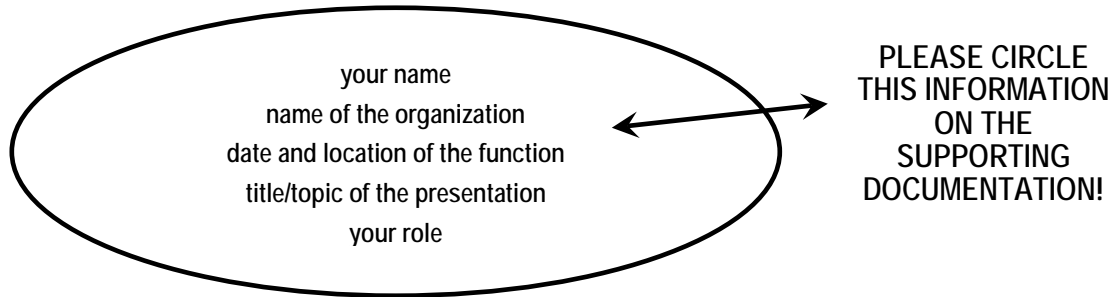 your name
name of the organization
date and location of the function
title/topic of the presentation
your role
PLEASE CIRCLE
THIS INFORMATION
ON THE
SUPPORTING
DOCUMENTATION!